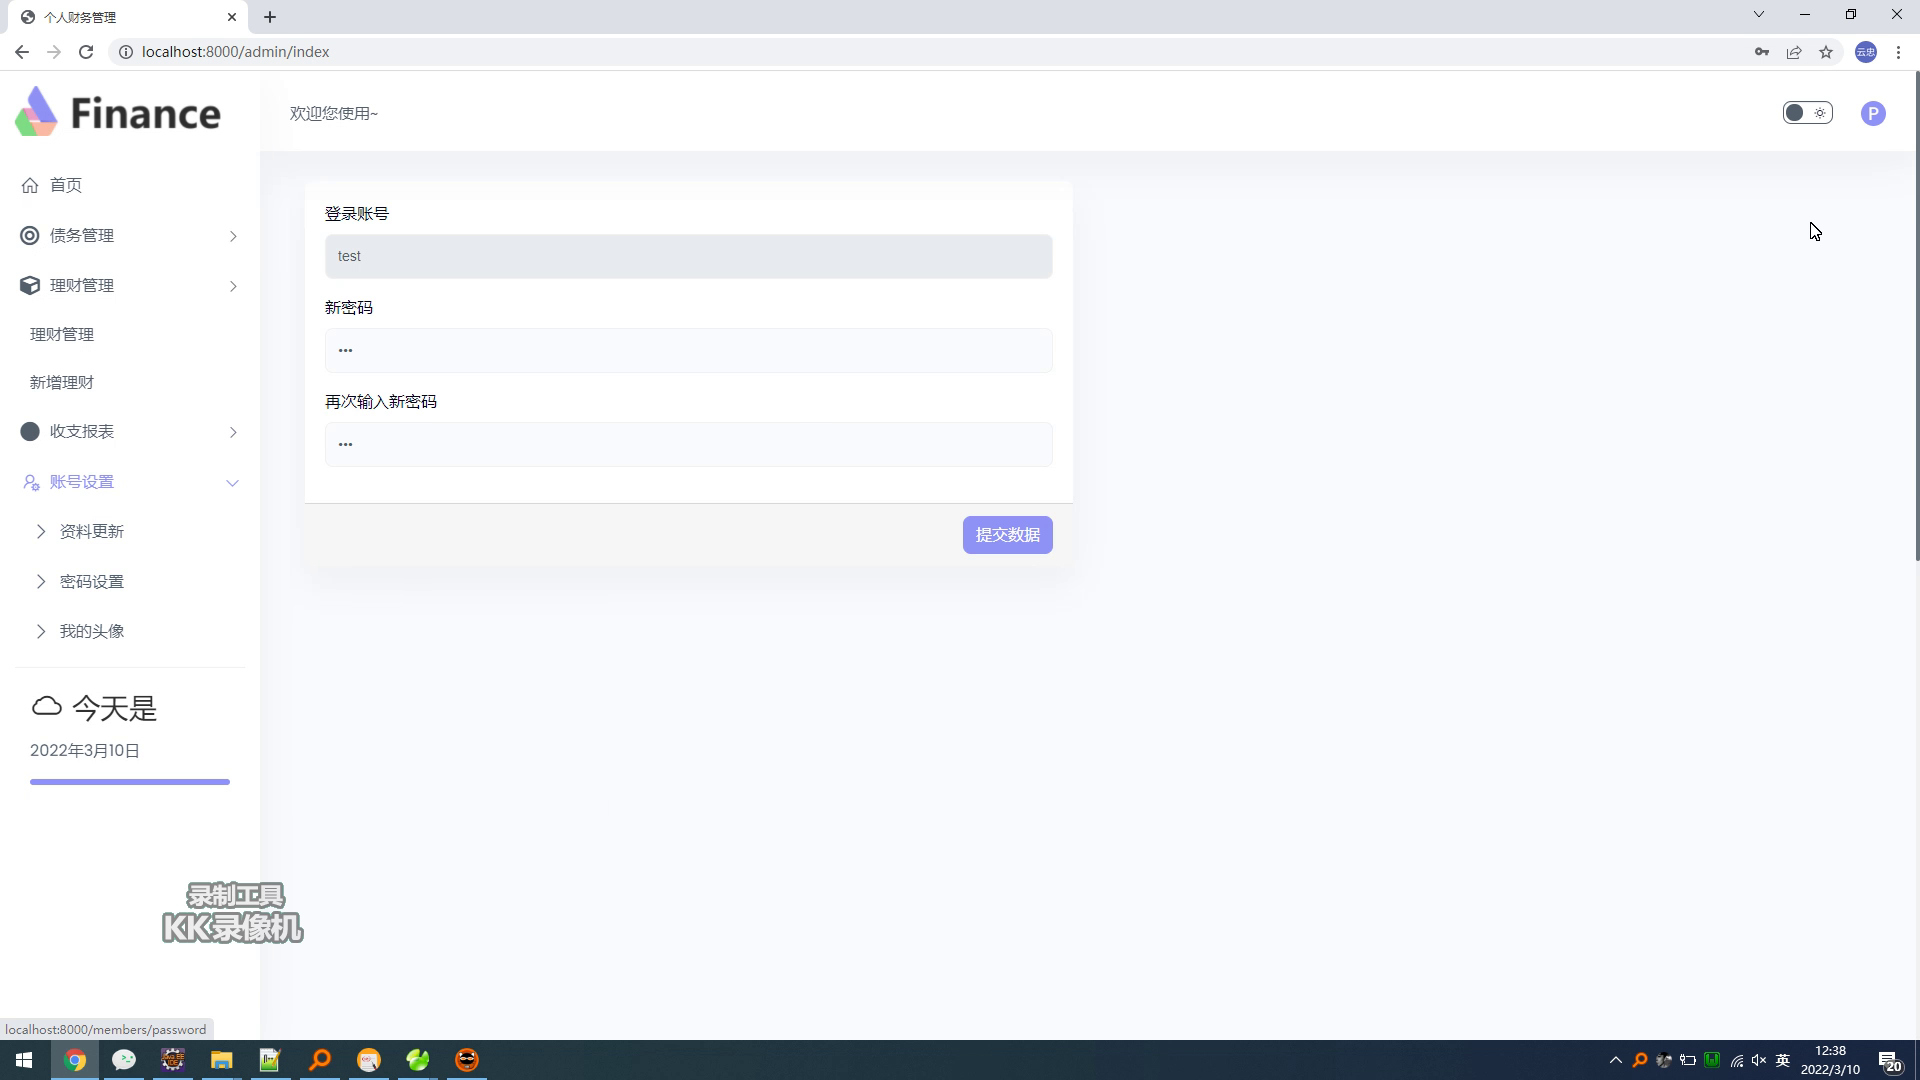 个人财务管理
localhost:8000/admin/index
云忠
Finance
欢迎您使用~
P
首页
债务管理
理财管理
理财管理
新增理财
收支报表
账号设置
资料更新
密码设置
我的头像
今天是
2022年3月10日
登录账号
test
新密码
•••
再次输入新密码
•••
提交数据
录制工具
KK录像机
localhost:8000/members/password
英
12:38
2022/3/10
20